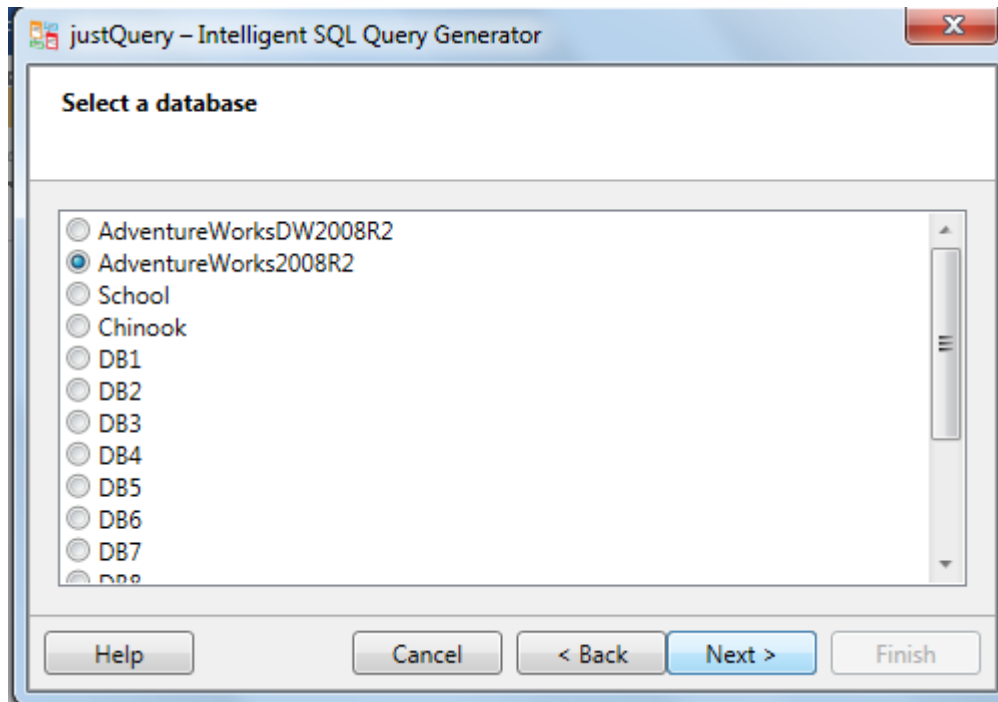 justQuery – Intelligent SQL Query Generator
Select a database
AdventureWorksDW2008R2
AdventureWorks2008R2
School
Chinook
DB1
DB2
DB3
DB4
DB5
DB6
DB7
DB8
Help Cancel < Back Next > Finish